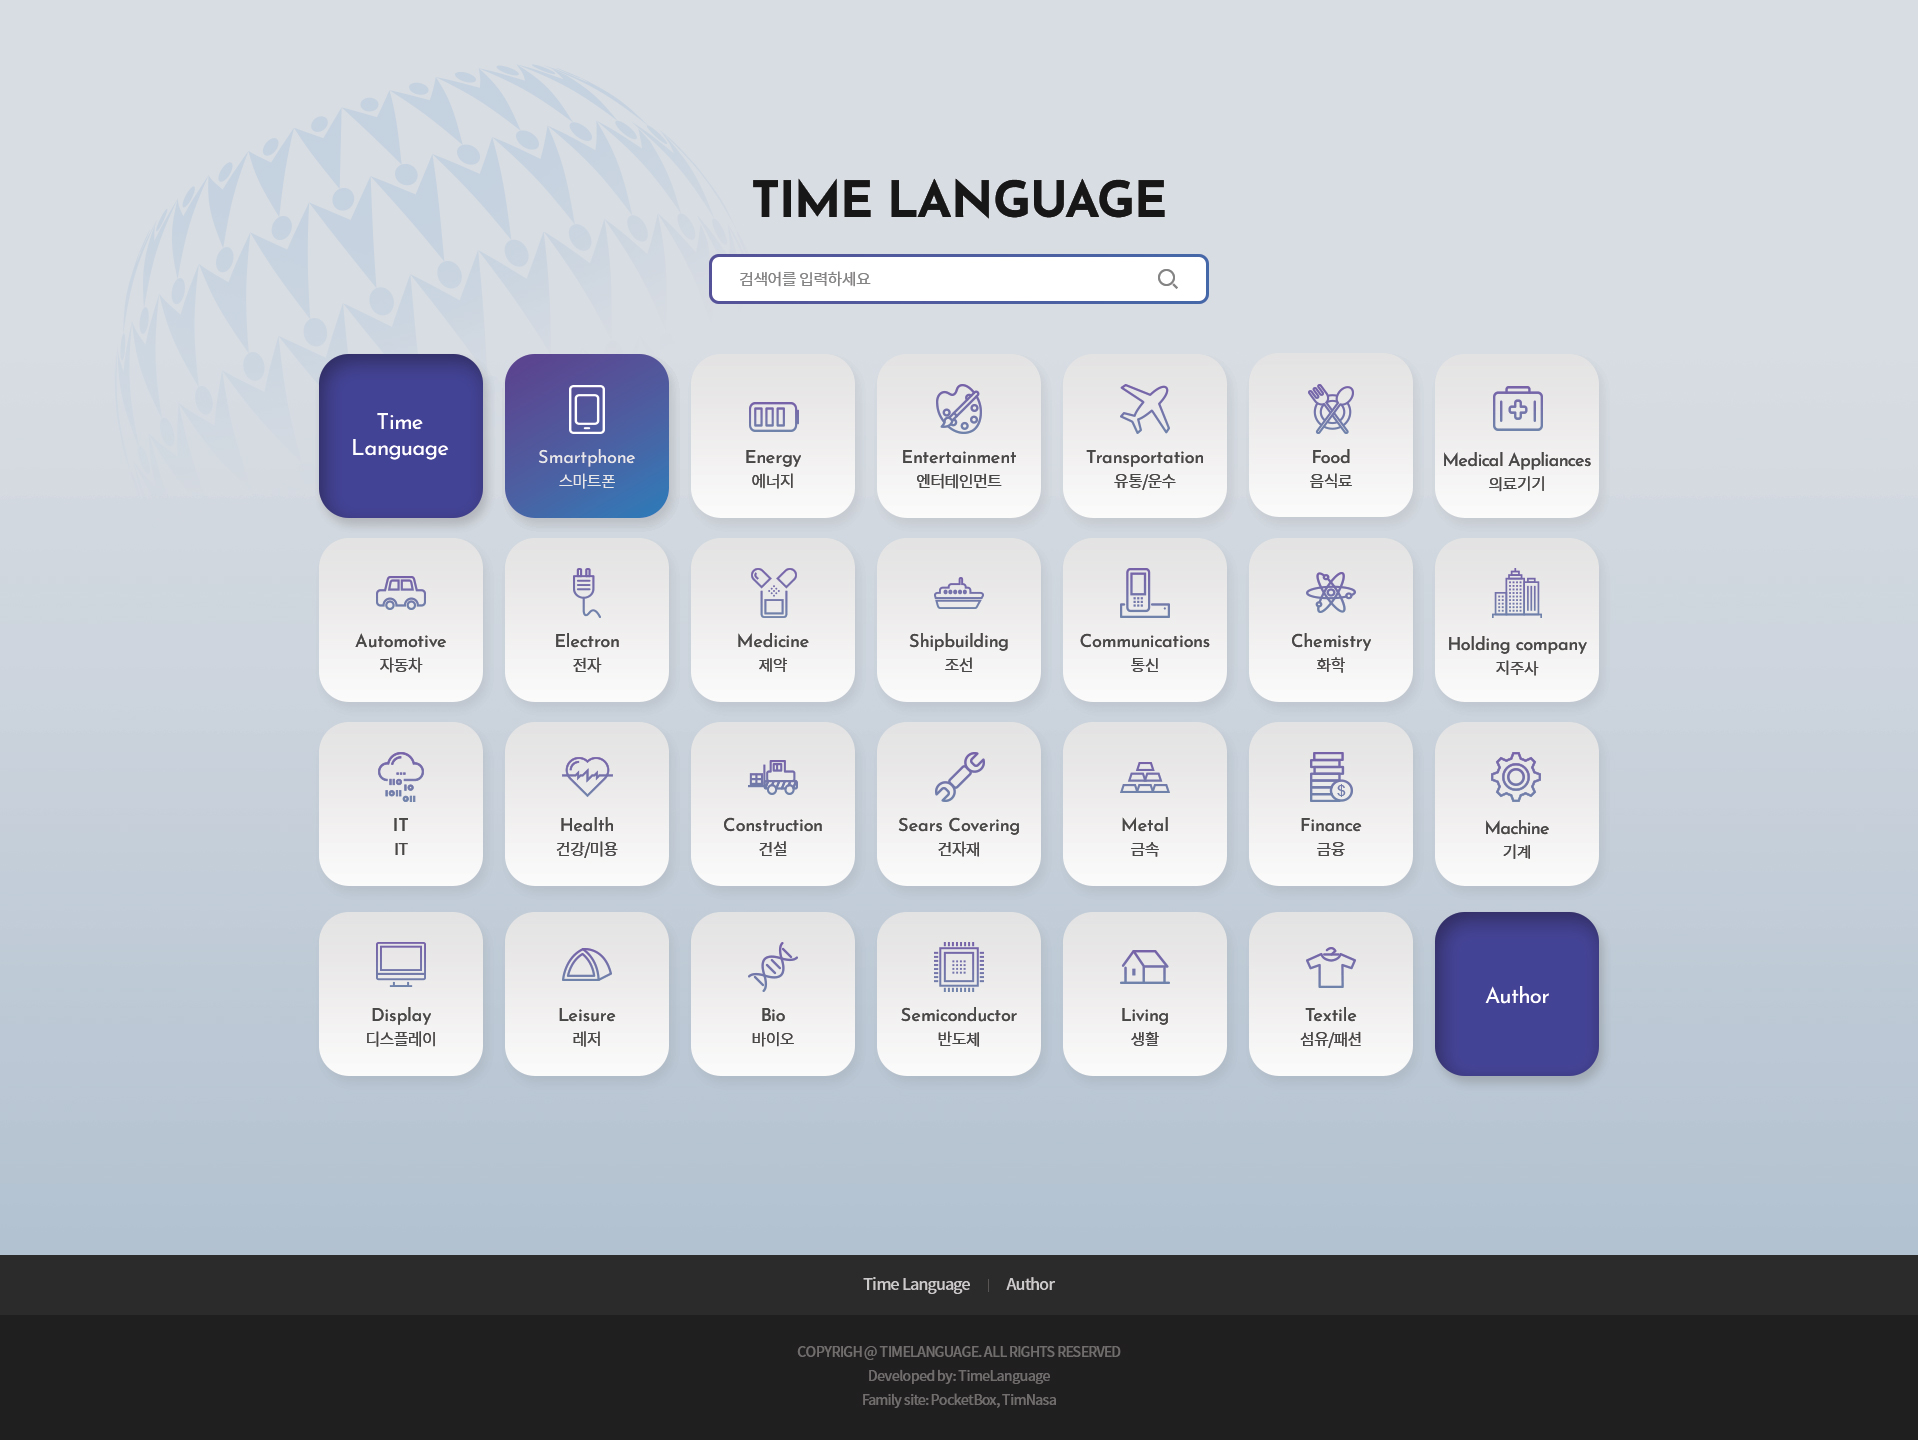 TIME LANGUAGE
검색어를 입력하세요
Time
Language
Smartphone
스마트폰
Energy
에너지
Entertainment
엔터테인먼트
Transportation
유통/운수
Food
음식료
Medical Appliances
의료기기
Automotive
자동차
Electron
전자
Medicine
제약
Shipbuilding
조선
Communications
통신
Chemistry
화학
Holding company
지주사
IT
IT
Health
건강/미용
Construction
건설
Sears Covering
건자재
Metal
금속
Finance
금융
Machine
기계
Display
디스플레이
Leisure
레저
Bio
바이오
Semiconductor
반도체
Living
생활
Textile
섬유/패션
Author
Time Language | Author
COPYRIGH @ TIMELANGUAGE. ALL RIGHTS RESERVED
Developed by: TimeLanguage
Family site: PocketBox, TimNasa